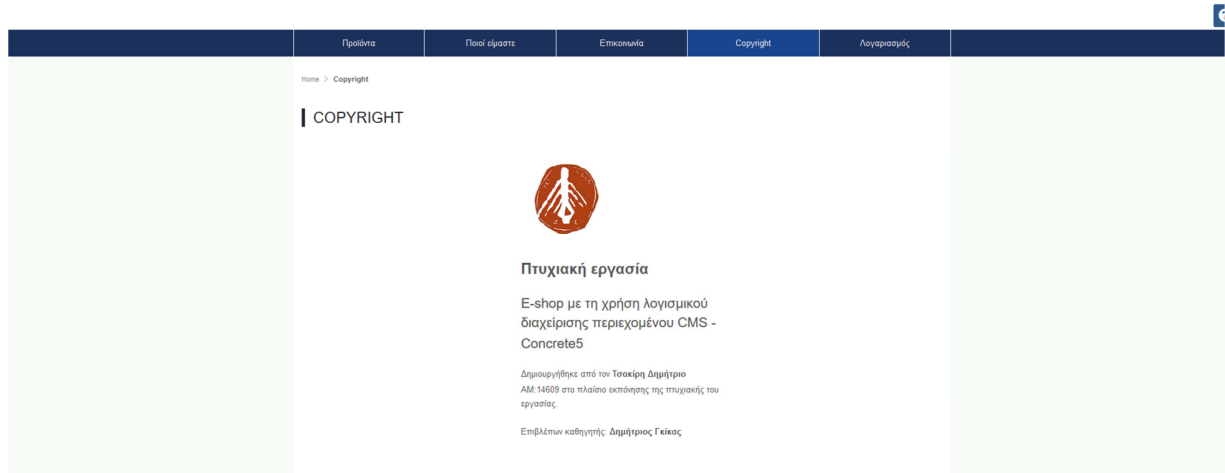 Προϊόντα Ποιοί είμαστε Επικοινωνία Copyright Λογαριασμός
Home > Copyright
COPYRIGHT
Πτυχιακή εργασία
E-shop με τη χρήση λογισμικού
διαχείρισης περιεχομένου CMS -
Concrete5
Δημιουργήθηκε από τον Τσακίρη Δημήτριο
ΑΜ:14609 στο πλαίσιο εκπόνησης της πτυχιακής του
εργασίας.
Επιβλέπων καθηγητής: Δημήτριος Γκίκας